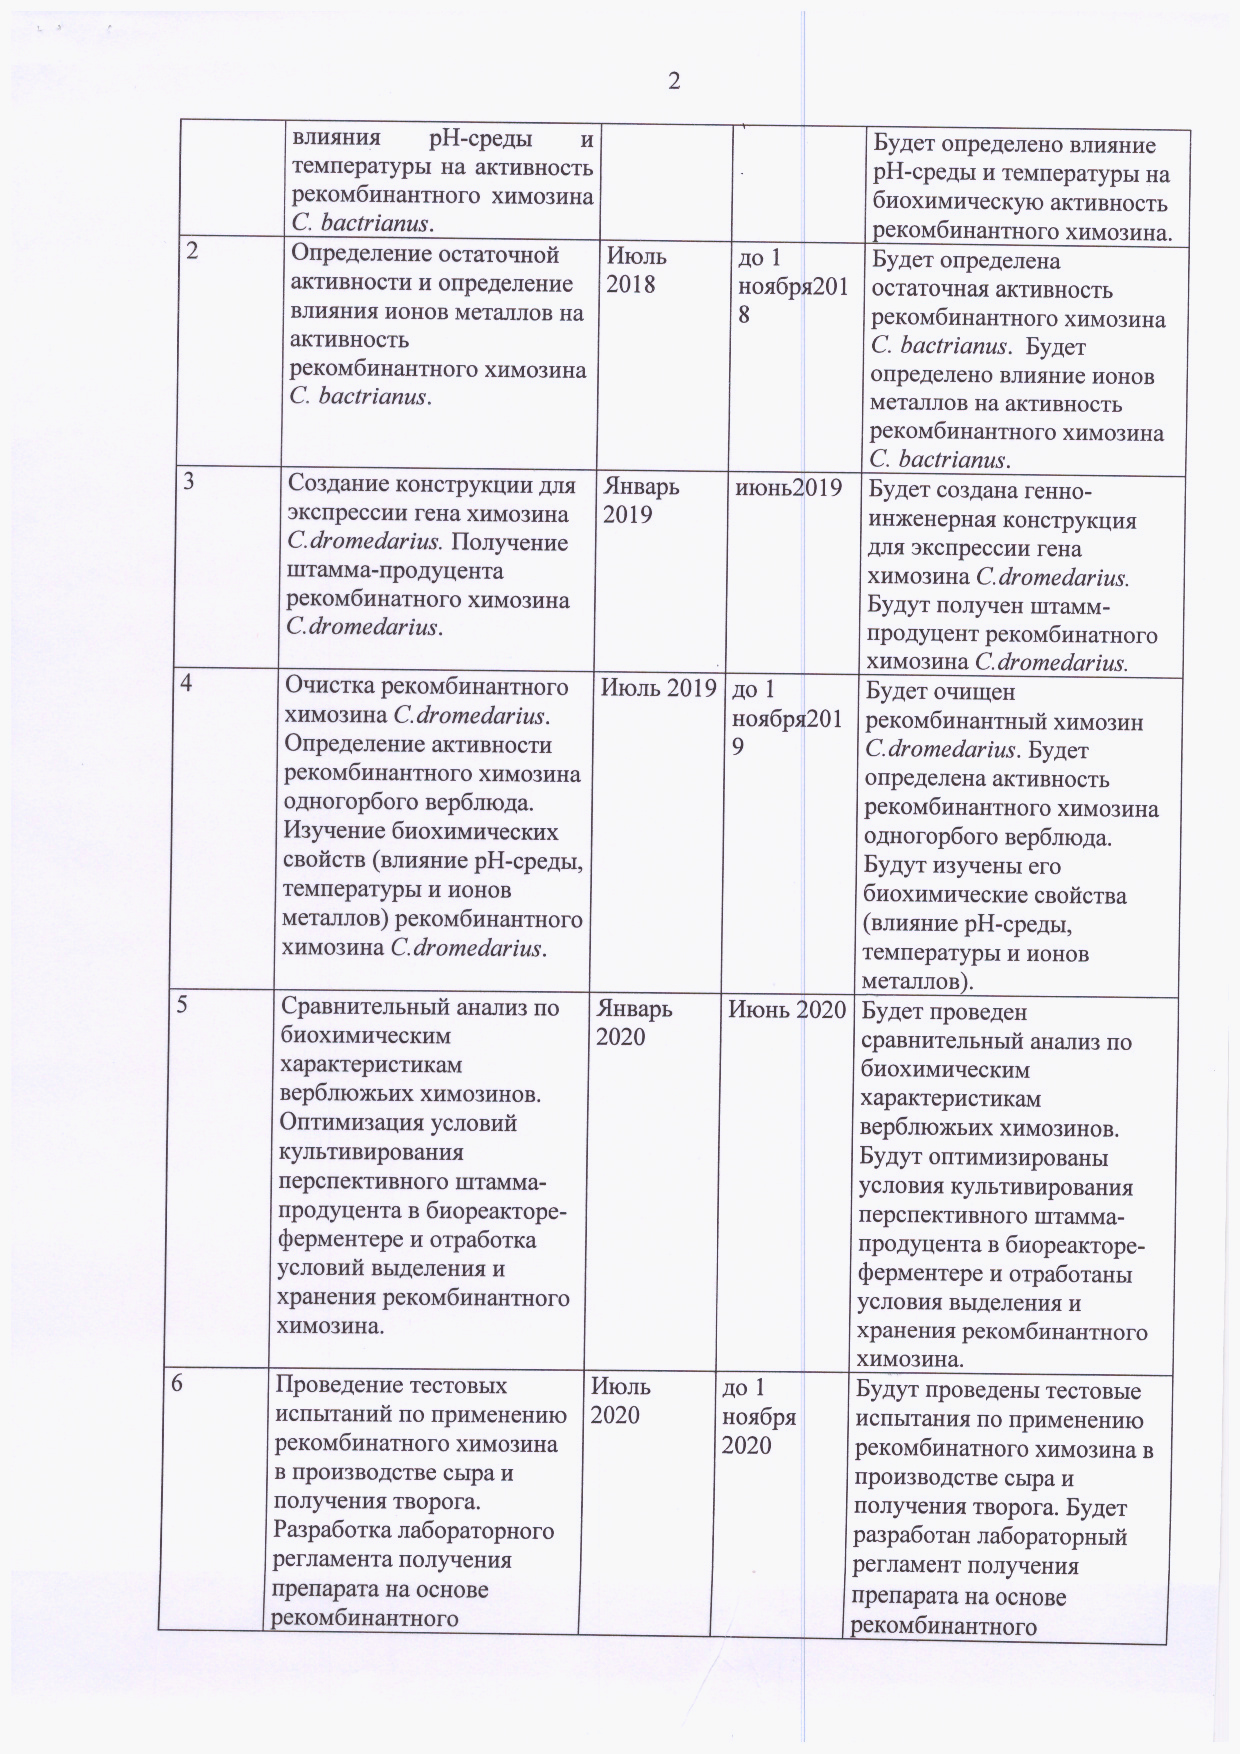 2
влияния рН-среды и
температуры на активность
рекомбинантного химозина
C. bactrianus.
Будет определено влияние
рН-среды и температуры на
биохимическую активность
рекомбинантного химозина.
2
Определение остаточной
активности и определение
влияния ионов металлов на
активность
рекомбинантного химозина
C. bactrianus.
Июль
2018
до 1
ноября201
8
Будет определена
остаточная активность
рекомбинантного химозина
C. bactrianus. Будет
определено влияние ионов
металлов на активность
рекомбинантного химозина
C. bactrianus.
3
Создание конструкции для
экспрессии гена химозина
C.dromedarius. Получение
штамма-продуцента
рекомбинатного химозина
C.dromedarius.
Январь
2019
июнь2019
Будет создана генно-
инженерная конструкция
для экспрессии гена
химозина C.dromedarius.
Будут получен штамм-
продуцент рекомбинатного
химозина C.dromedarius.
4
Очистка рекомбинантного
химозина C.dromedarius.
Определение активности
рекомбинантного химозина
одногорбого верблюда.
Изучение биохимических
свойств (влияние рН-среды,
температуры и ионов
металлов) рекомбинантного
химозина C.dromedarius.
Июль 2019
до 1
ноября201
9
Будет очищен
рекомбинантный химозин
C.dromedarius. Будет
определена активность
рекомбинантного химозина
одногорбого верблюда.
Будут изучены его
биохимические свойства
(влияние рН-среды,
температуры и ионов
металлов).
5
Сравнительный анализ по
биохимическим
характеристикам
верблюжьих химозинов.
Оптимизация условий
культивирования
перспективного штамма-
продуцента в биореакторе-
ферментере и отработка
условий выделения и
хранения рекомбинантного
химозина.
Январь
2020
Июнь 2020
Будет проведен
сравнительный анализ по
биохимическим
характеристикам
верблюжьих химозинов.
Будут оптимизированы
условия культивирования
перспективного штамма-
продуцента в биореакторе-
ферментере и отработаны
условия выделения и
хранения рекомбинантного
химозина.
6
Проведение тестовых
испытаний по применению
рекомбинатного химозина
в производстве сыра и
получения творога.
Разработка лабораторного
регламента получения
препарата на основе
рекомбинантного
Июль
2020
до 1
ноября
2020
Будут проведены тестовые
испытания по применению
рекомбинатного химозина в
производстве сыра и
получения творога. Будет
разработан лабораторный
регламент получения
препарата на основе
рекомбинантного